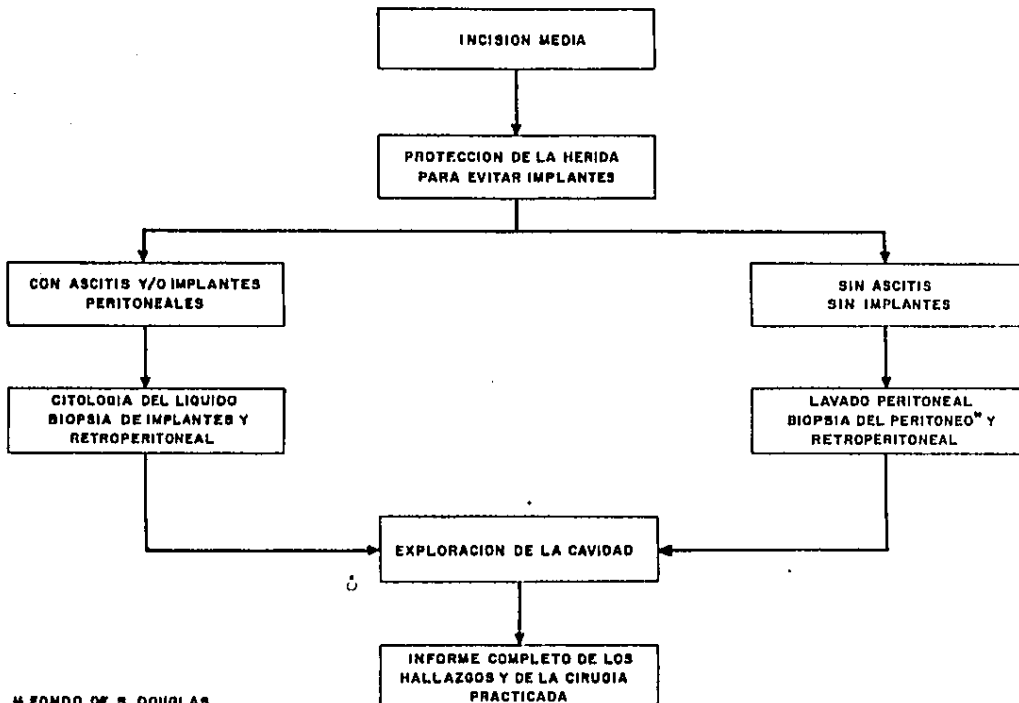 INCISION MEDIA
PROTECCION DE LA HERIDA
PARA EVITAR IMPLANTES
CON ASCITIS Y/O IMPLANTES
PERITONEALES
SIN ASCITIS
SIN IMPLANTES
CITOLOGIA DEL LIQUIDO
BIOPSIA DE IMPLANTES Y
RETROPERITONEAL
LAVADO PERITONEAL
BIOPSIA DEL PERITONEO* Y
RETROPERITONEAL
EXPLORACION DE LA CAVIDAD
INFORME COMPLETO DE LOS
HALLAZGOS Y DE LA CIRUGIA
PRACTICADA
FONDO DE S. DOUGLAS